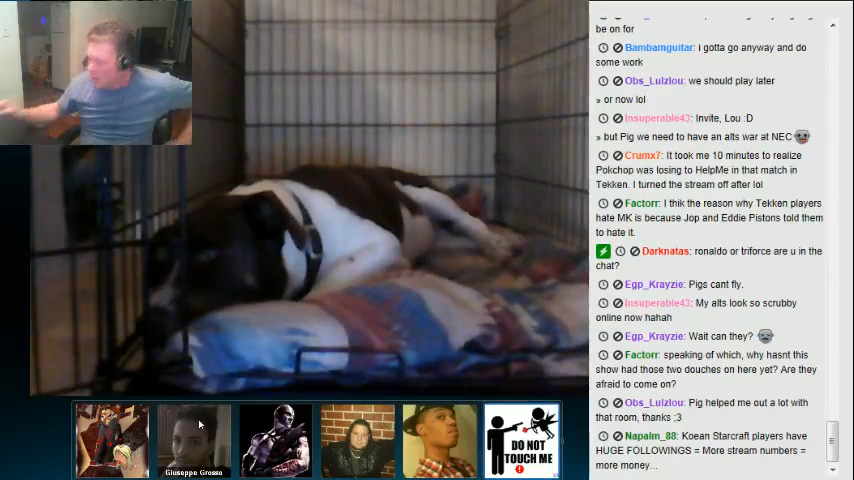 be on for
Bambamguitar: i gotta go anyway and do
some work
Obs_Lulzlou: we should play later
» or now lol
Insuperable43: Invite, Lou :D
» but Pig we need to have an alts war at NEC
Crumx7: It took me 10 minutes to realize
Pokchop was losing to HelpMe in that match in
Tekken. I turned the stream off after lol
Factorr: I thik the reason why Tekken players
hate MK is because Jop and Eddie Pistons told them
to hate it.
Darknatas: ronaldo or triforce are u in the
chat?
Egp_Krayzie: Pigs cant fly.
Insuperable43: My alts look so scrubby
online now hahah
Egp_Krayzie: Wait can they?
Factorr: speaking of which, why hasnt this
show had those two douches on here yet? Are they
afraid to come on?
Obs_Lulzlou: Pig helped me out a lot with
that room, thanks ;3
Napalm_88: Koean Starcraft players have
HUGE FOLLOWINGS = More stream numbers =
more money...
Giuseppe Grosso
DO NOT
TOUCH ME